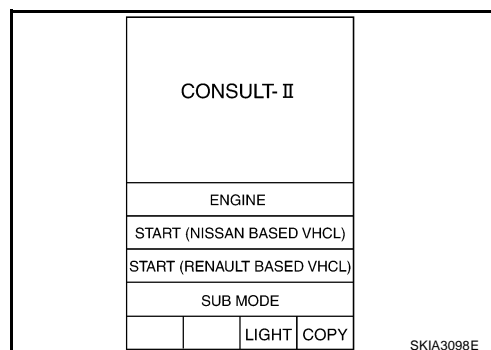 CONSULT-Ⅱ
ENGINE
START (NISSAN BASED VHCL)
START (RENAULT BASED VHCL)
SUB MODE
LIGHT COPY
SKIA3098E